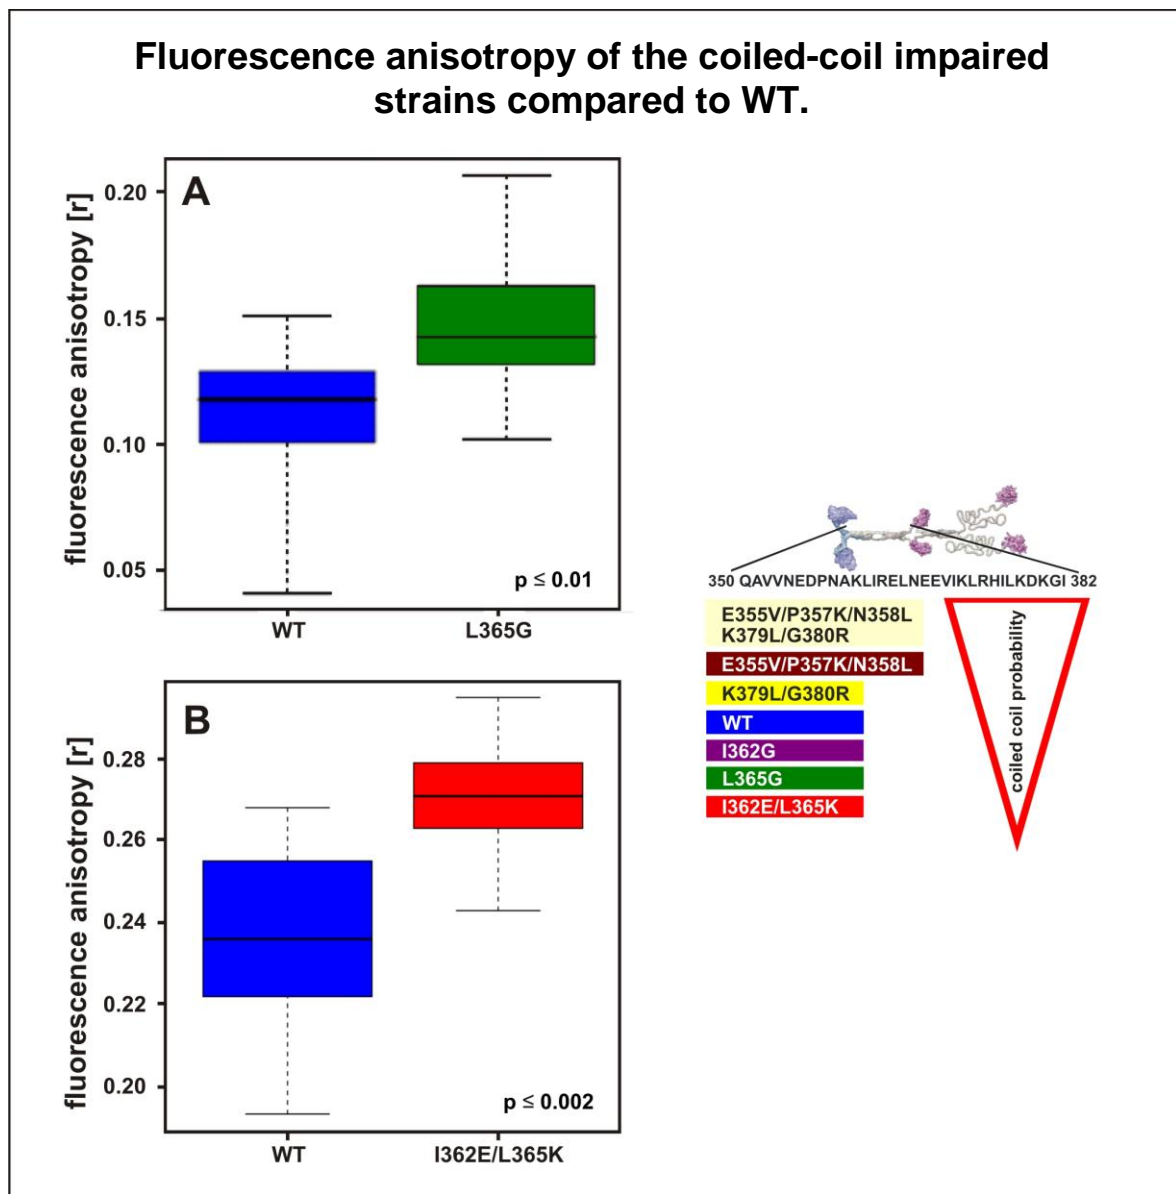 Fluorescence anisotropy of the coiled-coil impaired
strains compared to WT.
A
fluorescence anisotropy [r]
0.20
0.15
0.10
0.05
p ≤ 0.01
WT
L365G
B
fluorescence anisotropy [r]
0.28
0.26
0.24
0.22
0.20
p ≤ 0.002
WT
I362E/L365K
350 QAVVNEDPNAKLIRELNEEVIKLRHILKDKGI 382
E355V/P357K/N358L
K379L/G380R
E355V/P357K/N358L
K379L/G380R
WT
I362G
L365G
I362E/L365K
coiled coil probability